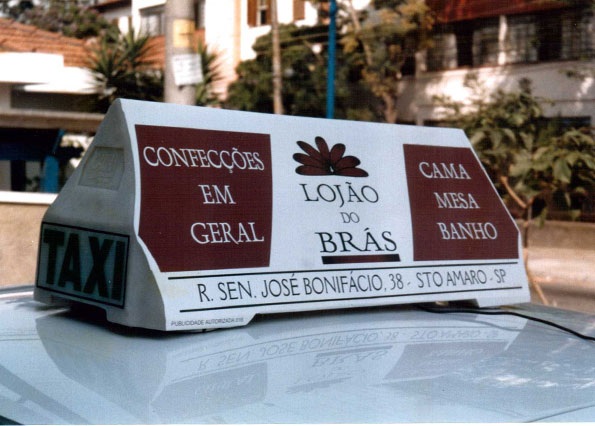 TAXI
CONFECÇÕES
EM
GERAL
LOJÃO
DO
BRÁS
CAMA
MESA
BANHO
R. SEN. JOSÉ BONIFÁCIO, 38 - STO AMARO - SP
PUBLICIDADE AUTORIZADA